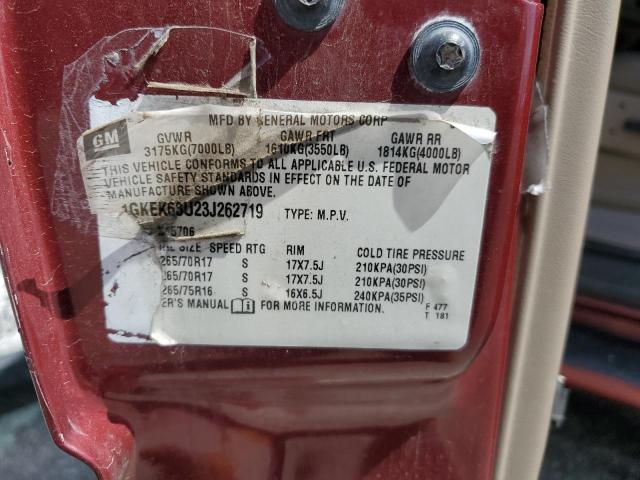 MFD BY GENERAL MOTORS CORP
GM
GVWR GAWR FRT GAWR RR
3175KG(7000LB) 1610KG(3550LB) 1814KG(4000LB)
THIS VEHICLE CONFORMS TO ALL APPLICABLE U.S. FEDERAL MOTOR
VEHICLE SAFETY STANDARDS IN EFFECT ON THE DATE OF
MANUFACTURE SHOWN ABOVE.
1GKEK63U23J262719 TYPE: M.P.V.
SIZE SPEED RTG RIM COLD TIRE PRESSURE
265/70R17 S 17X7.5J 210KPA(30PSI)
265/70R17 S 17X7.5J 210KPA(30PSI)
265/75R16 S 16X6.5J 240KPA(35PSI)
ER'S MANUAL FOR MORE INFORMATION.
F 477
T 181